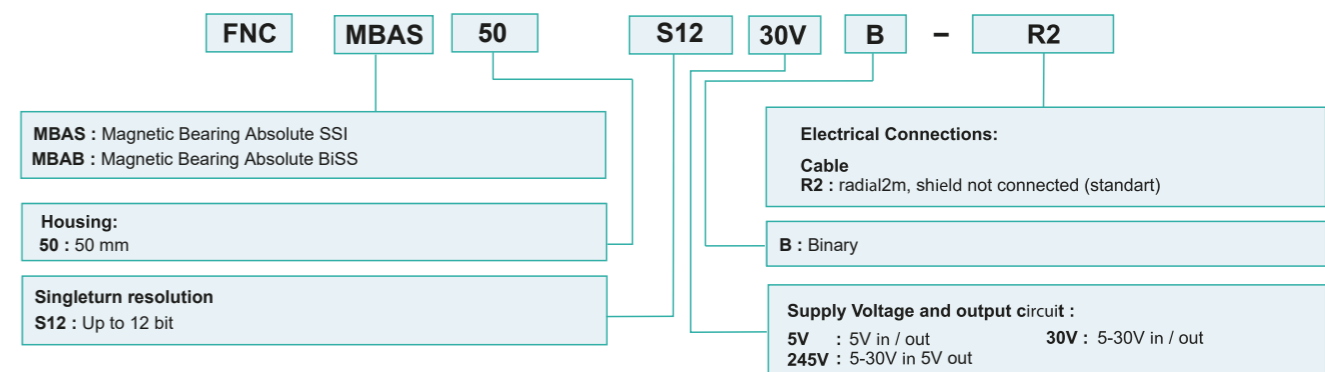 FNC MBAS 50 S12 30V B – R2
MBAS : Magnetic Bearing Absolute SSI
MBAB : Magnetic Bearing Absolute BiSS
Housing:
50 : 50 mm
Singleturn resolution
S12 : Up to 12 bit
Electrical Connections:
Cable
R2 : radial2m, shield not connected (standart)
B : Binary
Supply Voltage and output circuit :
5V : 5V in / out 30V : 5-30V in / out
245V : 5-30V in 5V out